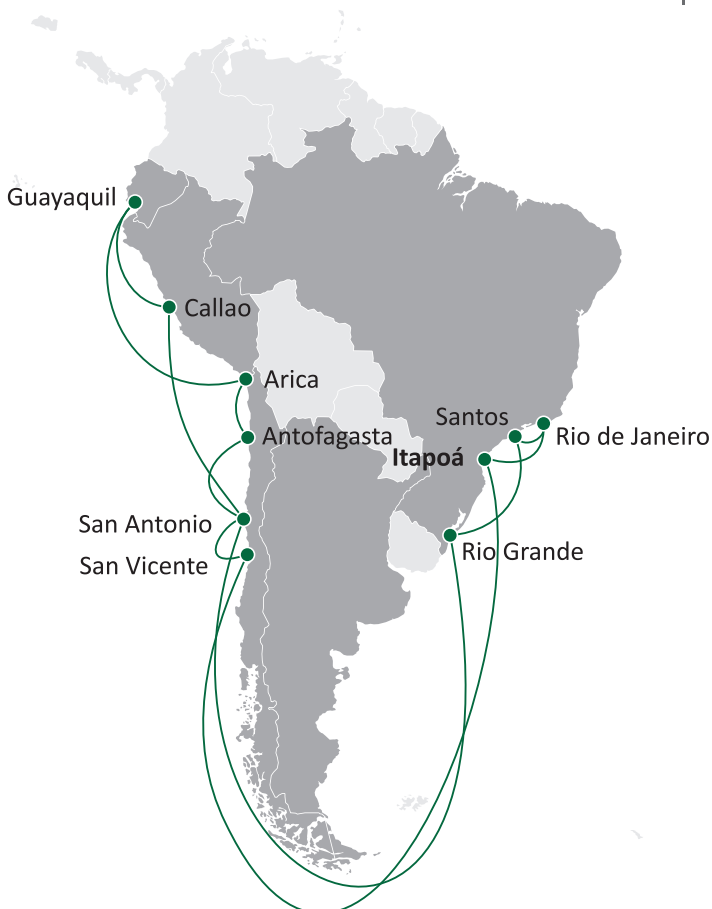 Guayaquil
Callao
Arica
Santos
Rio de Janeiro
Antofagasta
Itapoá
San Antonio
Rio Grande
San Vicente